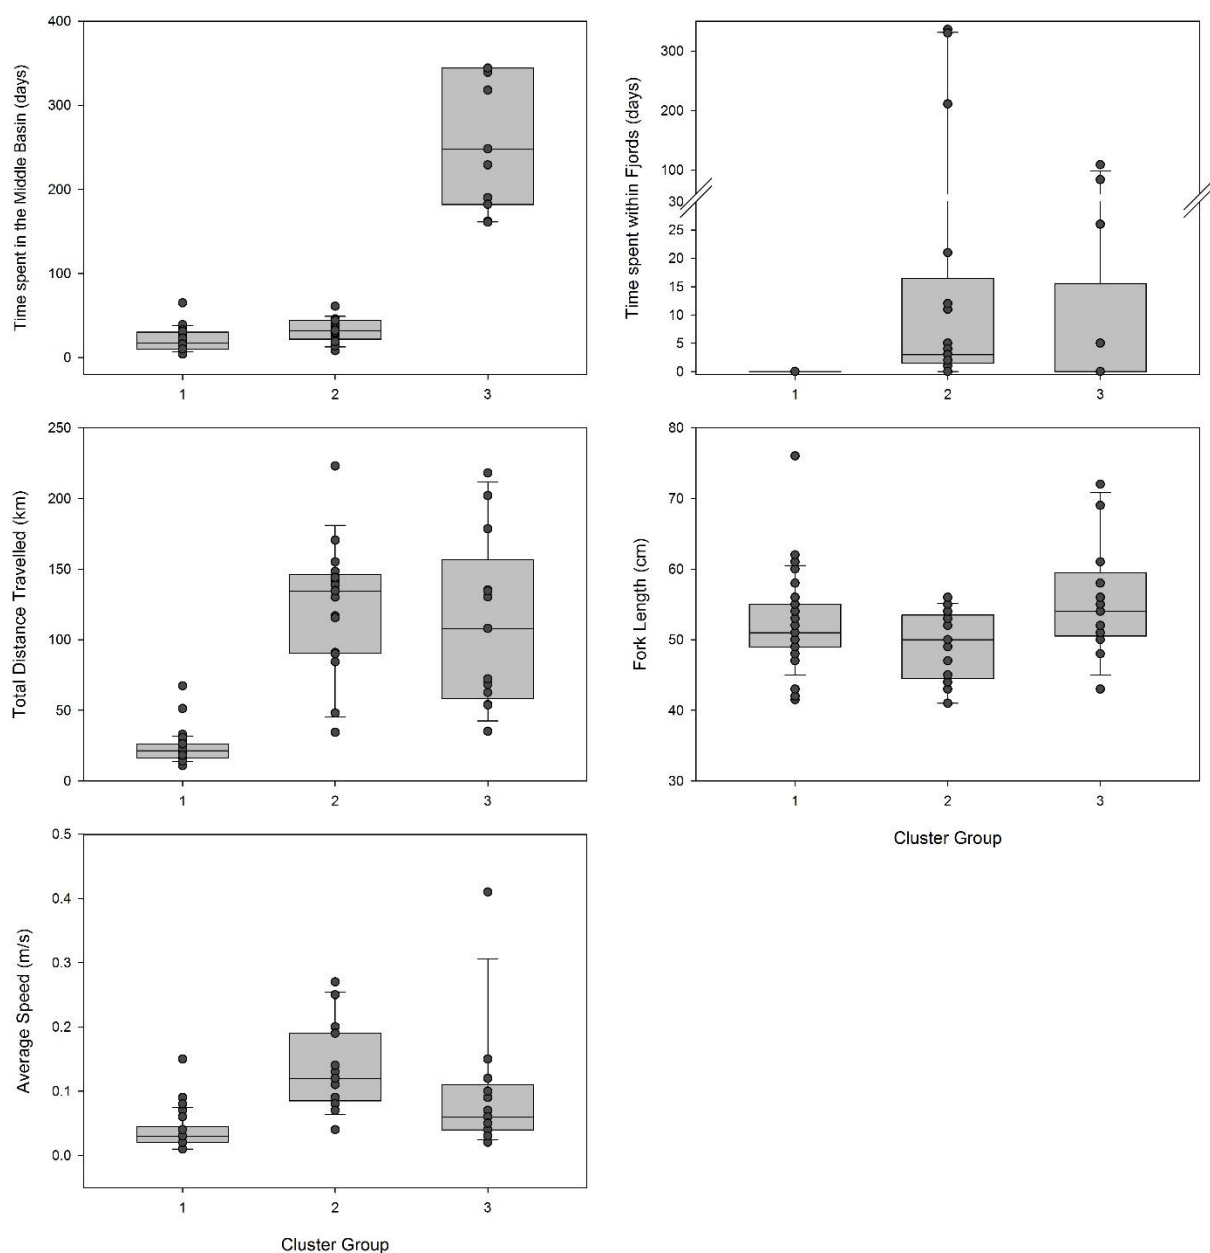 Time spent in the Middle Basin (days)
400
300
200
100
0
1 2 3
Time spent within Fjords (days)
300
200
100
30
25
20
15
10
5
0
1 2 3
Total Distance Travelled (km)
250
200
150
100
50
0
1 2 3
Fork Length (cm)
80
70
60
50
40
30
1 2 3
Cluster Group
Average Speed (m/s)
0.5
0.4
0.3
0.2
0.1
0.0
1 2 3
Cluster Group